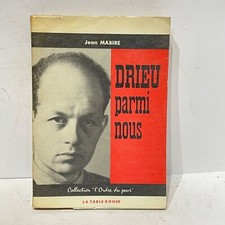 Jean MABIRE
DRIEU
parmi
nous
Collection "l'Ordre du jour"
LA TABLE RONDE